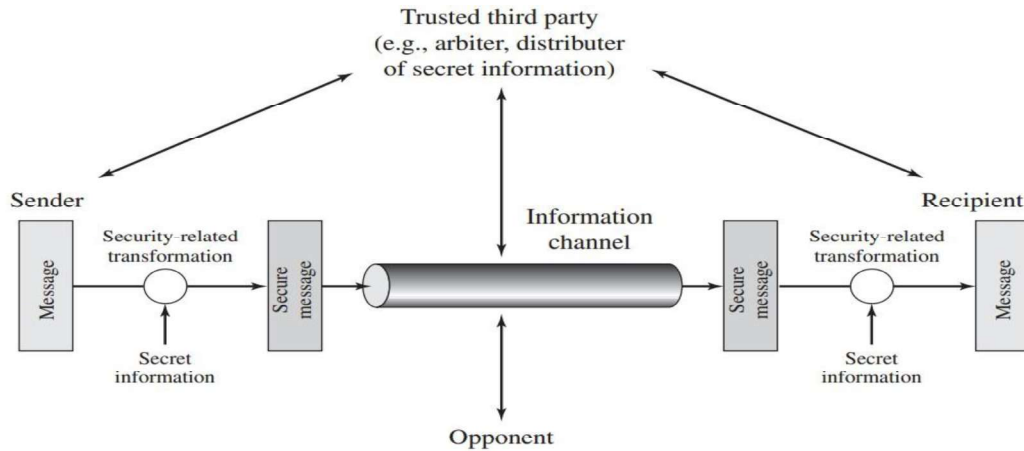 Trusted third party
(e.g., arbiter, distributer
of secret information)
Sender
Recipient
Information
channel
Security-related
transformation
Security-related
transformation
Message
Secure
message
Secure
message
Message
Secret
information
Secret
information
Opponent